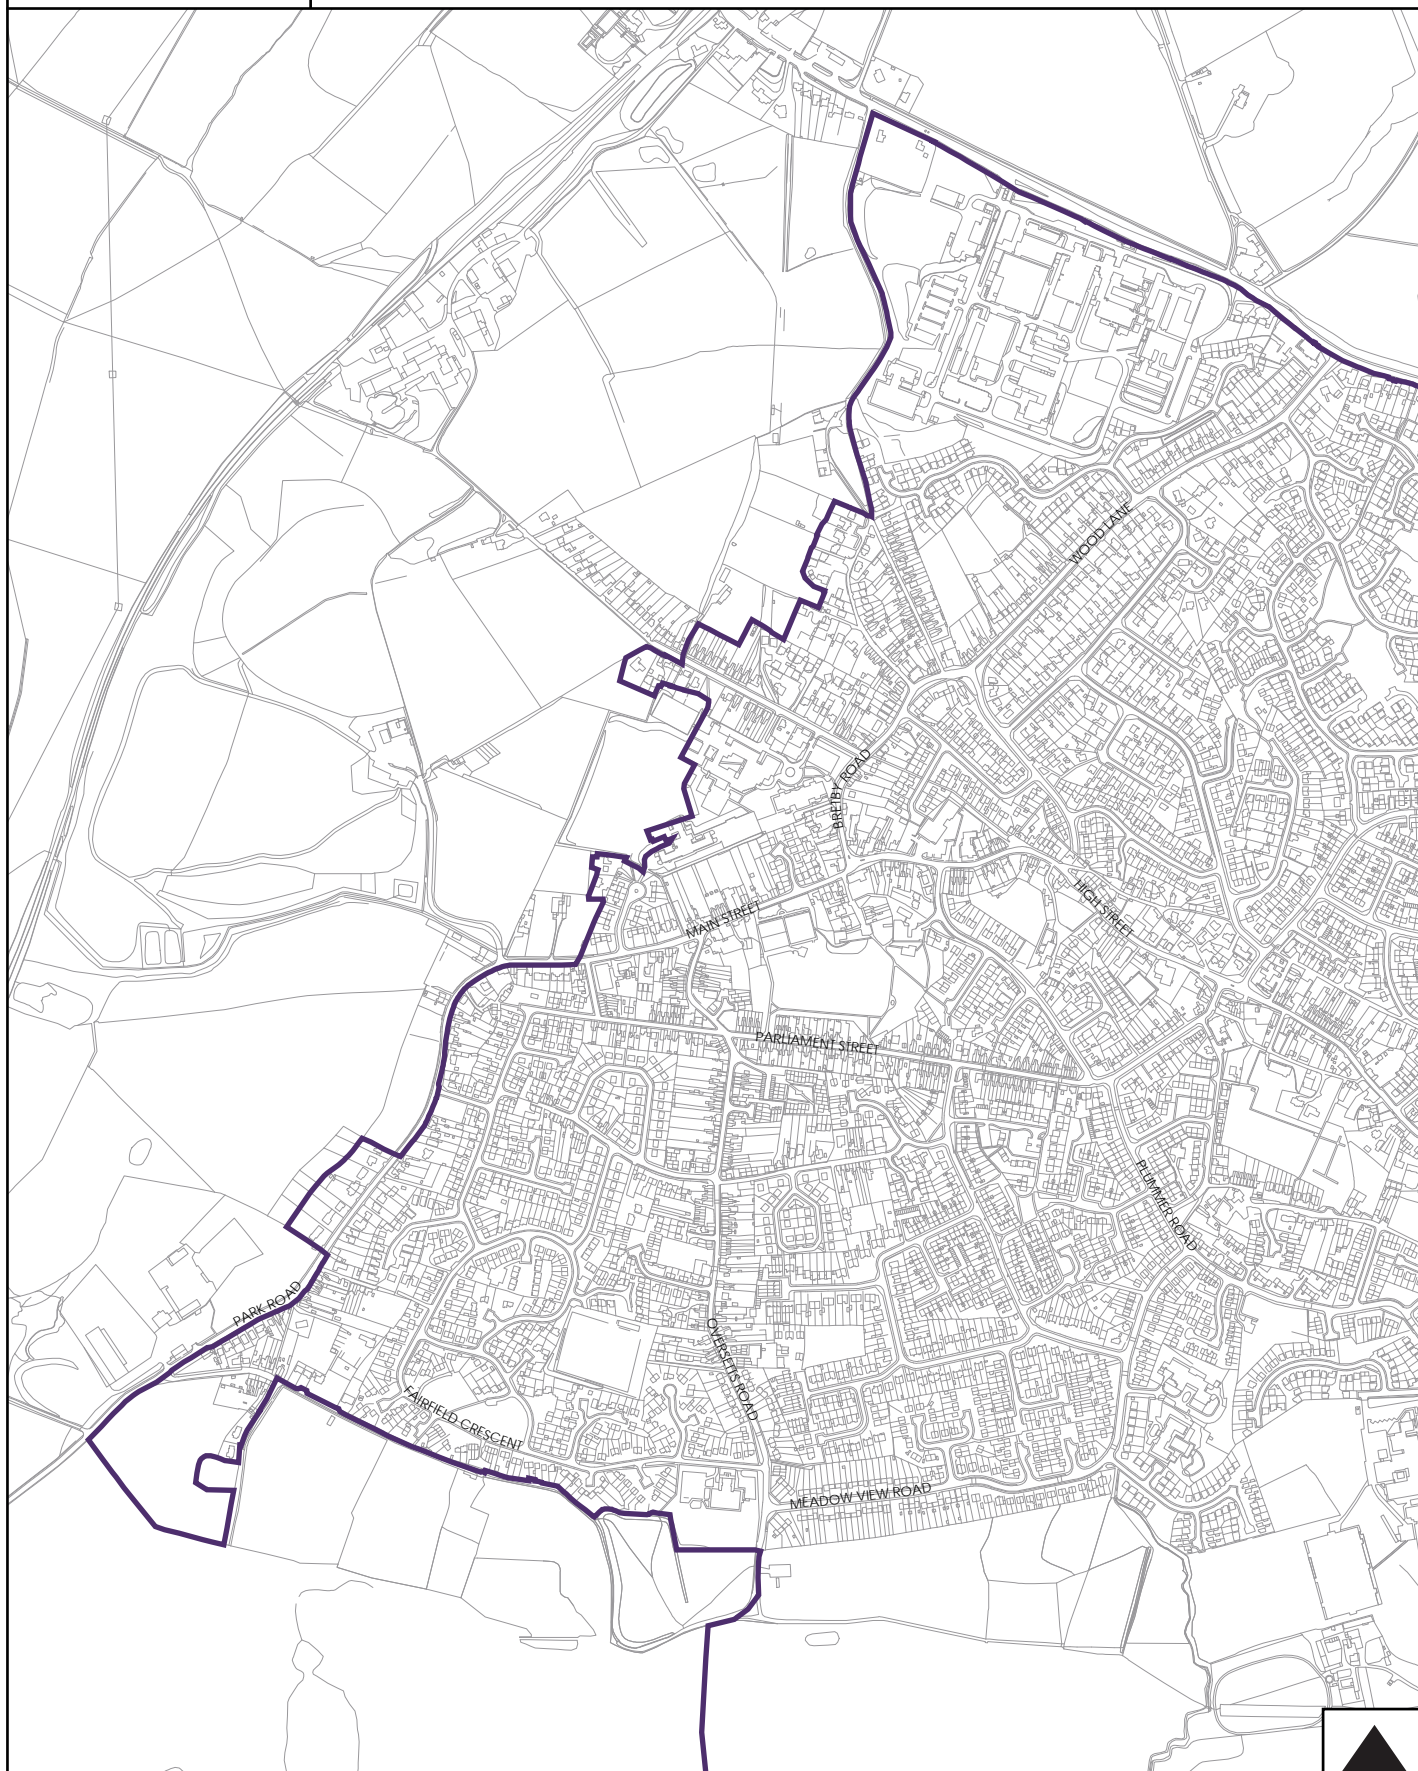 WOOD LANE
BRETBY ROAD
HIGH STREET
MAIN STREET
PARLIAMENT STREET
PLUMMER ROAD
PARK ROAD
OVERSETTS ROAD
FAIRFIELD CRESCENT
MEADOW VIEW ROAD